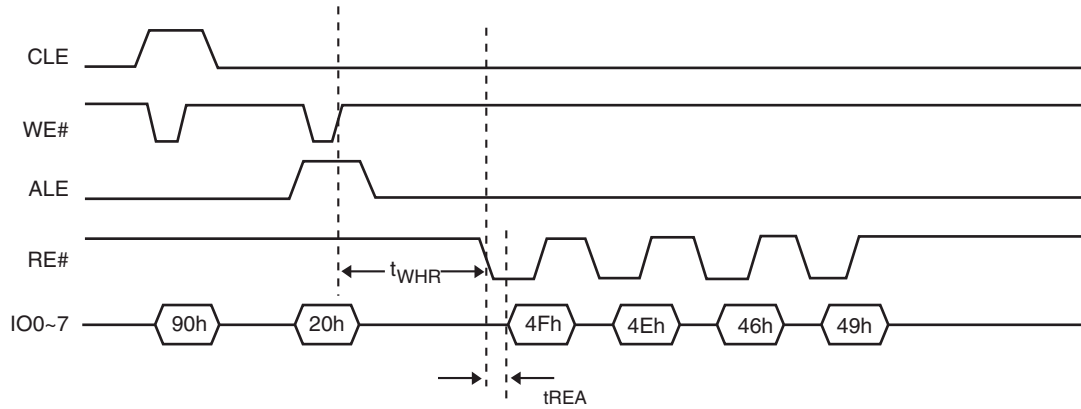 CLE
WE#
ALE
RE#
tWHR
IO0~7 90h 20h 4Fh 4Eh 46h 49h
tREA